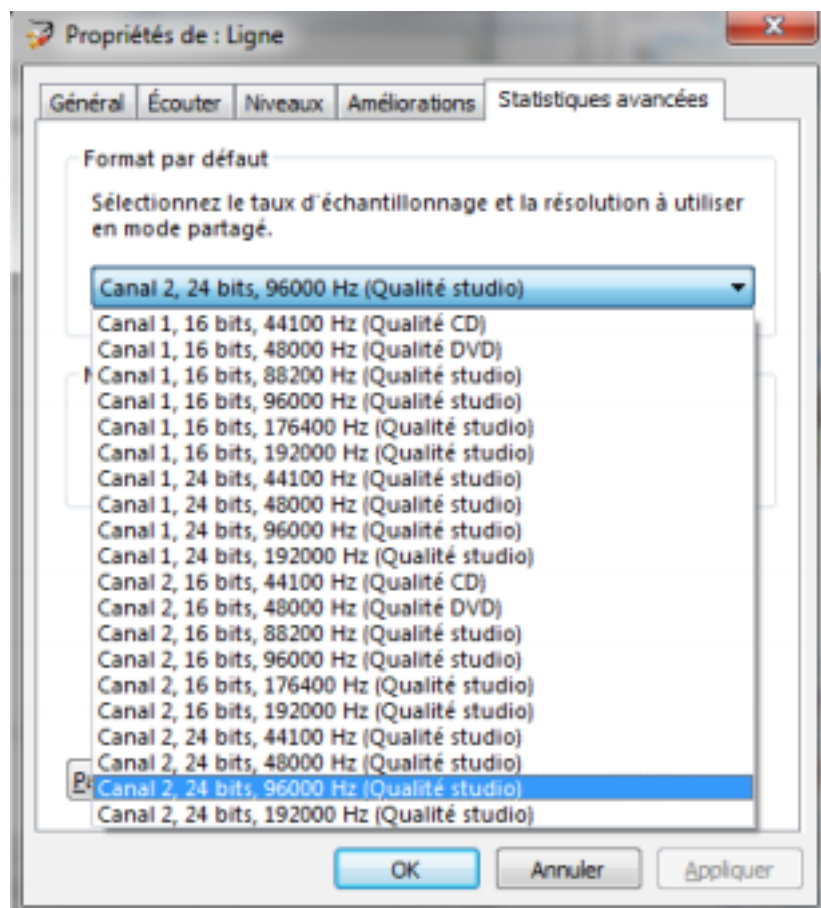 Propriétés de : Ligne
Général
Écouter
Niveaux
Améliorations
Statistiques avancées
Format par défaut
Sélectionnez le taux d'échantillonnage et la résolution à utiliser
en mode partagé.
Canal 2, 24 bits, 96000 Hz (Qualité studio)
Canal 1, 16 bits, 44100 Hz (Qualité CD)
Canal 1, 16 bits, 48000 Hz (Qualité DVD)
Canal 1, 16 bits, 88200 Hz (Qualité studio)
Canal 1, 16 bits, 96000 Hz (Qualité studio)
Canal 1, 16 bits, 176400 Hz (Qualité studio)
Canal 1, 16 bits, 192000 Hz (Qualité studio)
Canal 1, 24 bits, 44100 Hz (Qualité studio)
Canal 1, 24 bits, 48000 Hz (Qualité studio)
Canal 1, 24 bits, 96000 Hz (Qualité studio)
Canal 1, 24 bits, 192000 Hz (Qualité studio)
Canal 2, 16 bits, 44100 Hz (Qualité CD)
Canal 2, 16 bits, 48000 Hz (Qualité DVD)
Canal 2, 16 bits, 88200 Hz (Qualité studio)
Canal 2, 16 bits, 96000 Hz (Qualité studio)
Canal 2, 16 bits, 176400 Hz (Qualité studio)
Canal 2, 16 bits, 192000 Hz (Qualité studio)
Canal 2, 24 bits, 44100 Hz (Qualité studio)
Canal 2, 24 bits, 48000 Hz (Qualité studio)
Canal 2, 24 bits, 96000 Hz (Qualité studio)
Canal 2, 24 bits, 192000 Hz (Qualité studio)
OK
Annuler
Appliquer